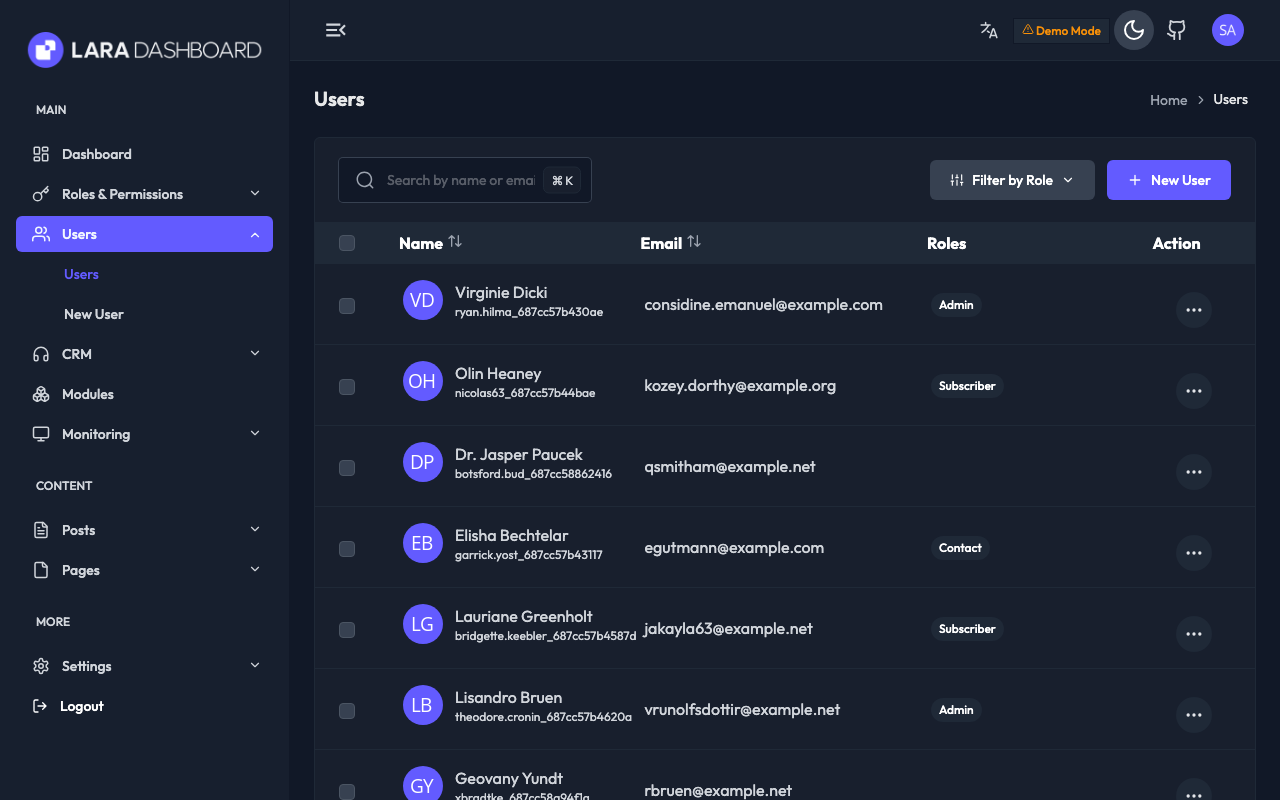 LARA DASHBOARD
Demo Mode
SA
MAIN
Dashboard
Roles & Permissions
Users
Users
New User
CRM
Modules
Monitoring
CONTENT
Posts
Pages
MORE
Settings
Logout
Users
Home > Users
Search by name or emai
⌘ K
Filter by Role
New User
Name Email Roles Action
VD Virginie Dicki
ryan.hilma_687cc57b430ae
considine.emanuel@example.com Admin
OH Olin Heaney
nicolas63_687cc57b44bae
kozey.dorthy@example.org Subscriber
DP Dr. Jasper Paucek
botsford.bud_687cc58862416
qsmitham@example.net
EB Elisha Bechtelar
garrick.yost_687cc57b43117
egutmann@example.com Contact
LG Lauriane Greenholt
bridgette.keebler_687cc57b4587d
jakayla63@example.net Subscriber
LB Lisandro Bruen
theodore.cronin_687cc57b4620a
vrunolfsdottir@example.net Admin
GY Geovany Yundt
xbradtke_687cc58a94f1a
rbruen@example.net